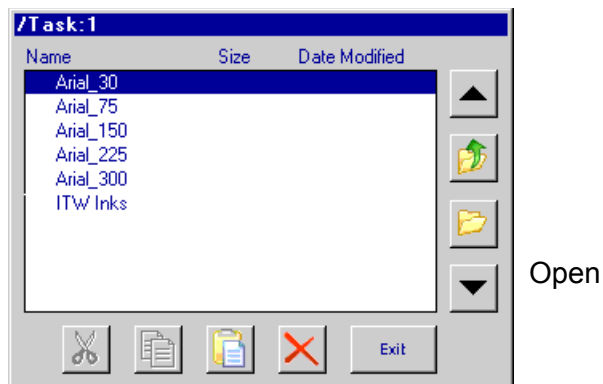 /Task:1
Name Size Date Modified
Arial_30
Arial_75
Arial_150
Arial_225
Arial_300
ITW Inks
Open
Exit